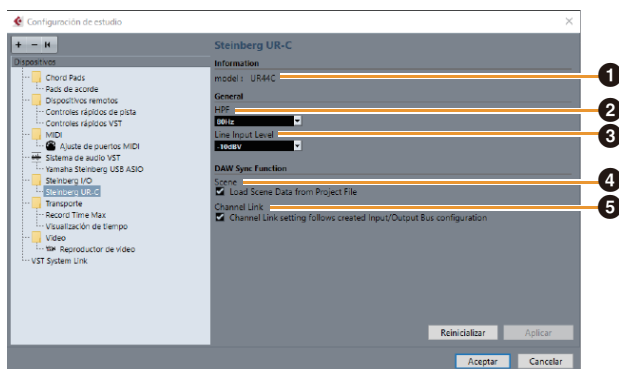 Configuración de estudio
Dispositivos
Chord Pads
Pads de acorde
Dispositivos remotos
Controles rápidos de pista
Controles rápidos VST
MIDI
Ajuste de puertos MIDI
Sistema de audio VST
Yamaha Steinberg USB ASIO
Steinberg I/O
Steinberg UR-C
Transporte
Record Time Max
Visualización de tiempo
Video
Reproductor de video
VST System Link
Steinberg UR-C
Information
model : UR44C
General
HPF
80Hz
Line Input Level
-10dBV
DAW Sync Function
Scene
Load Scene Data from Project File
Channel Link
Channel Link setting follows created Input/Output Bus configuration
Reinicializar
Aplicar
Aceptar
Cancelar
1
2
3
4
5